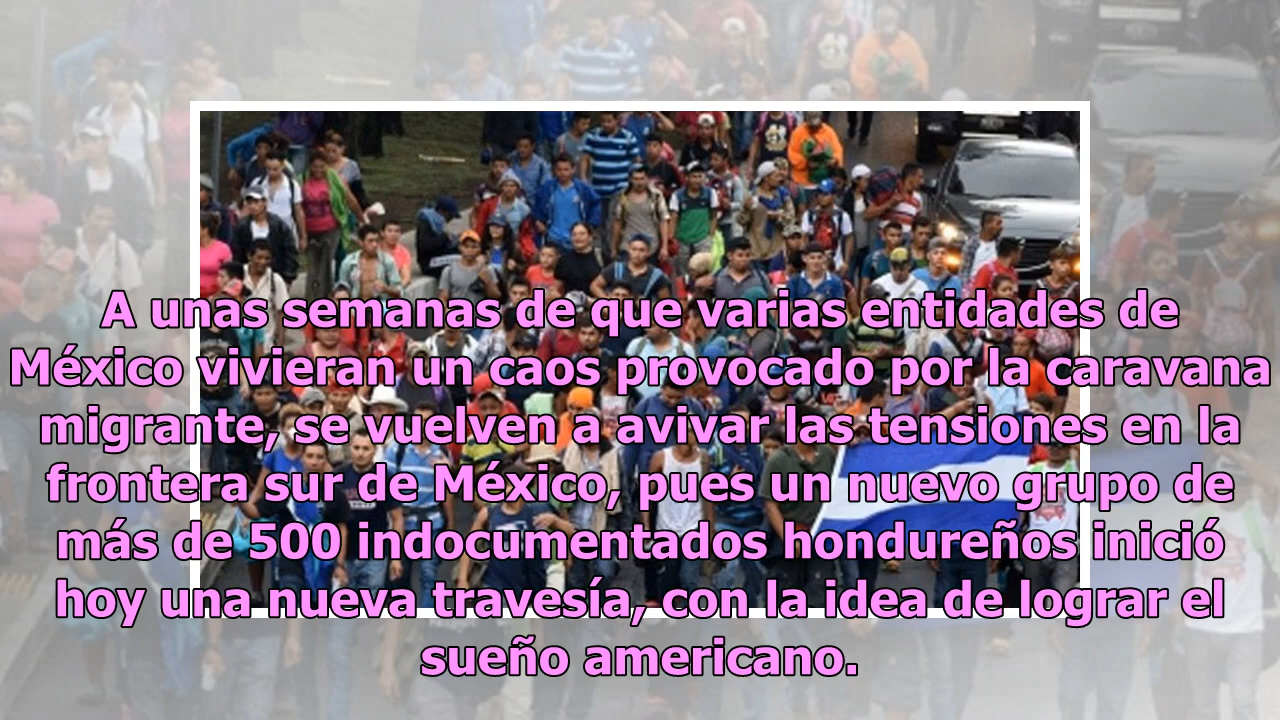 A unas semanas de que varias entidades de
México vivieran un caos provocado por la caravana
migrante, se vuelven a avivar las tensiones en la
frontera sur de México, pues un nuevo grupo de
más de 500 indocumentados hondureños inició
hoy una nueva travesía, con la idea de lograr el
sueño americano.